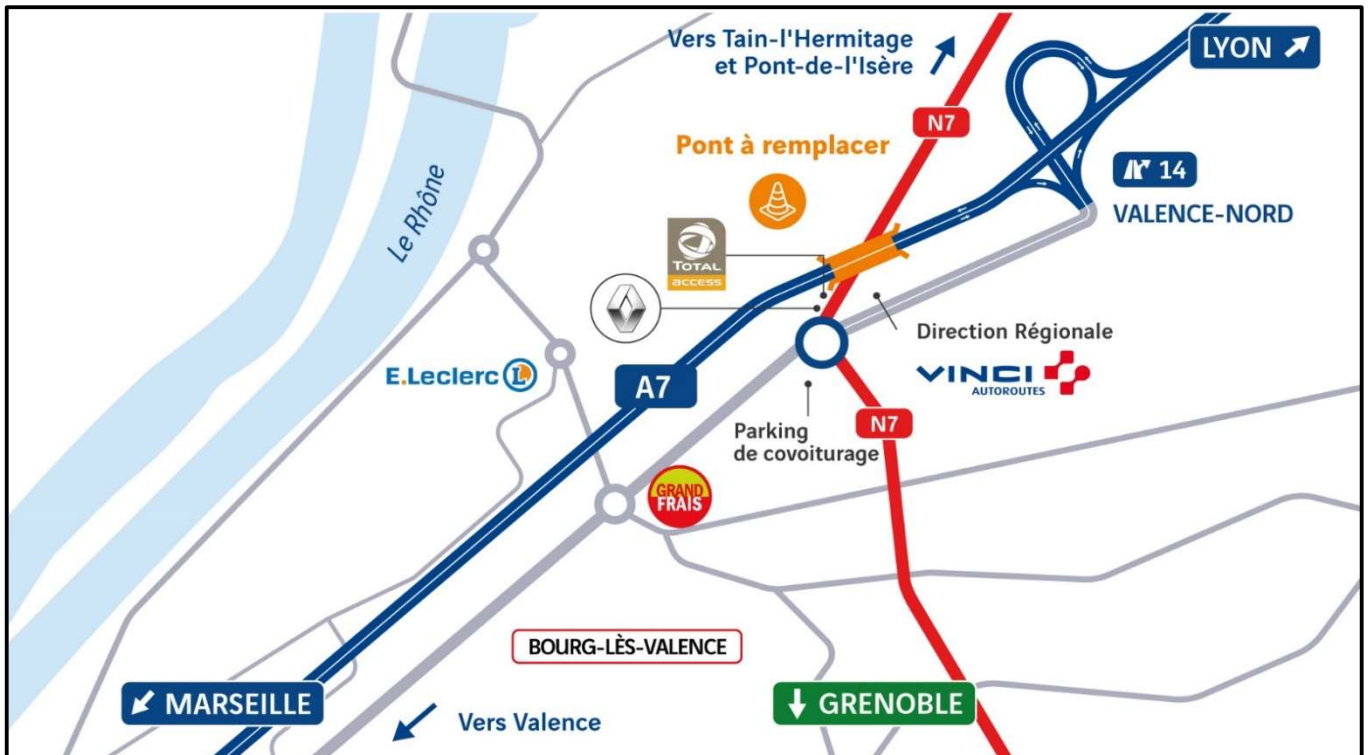 Vers Tain-l'Hermitage
et Pont-de-l'Isère
LYON
N7
Pont à remplacer
14
VALENCE-NORD
Le Rhône
TOTAL
access
Direction Régionale
VINCI
AUTOROUTES
E.Leclerc L
A7
N7
Parking
de covoiturage
GRAND
FRAIS
BOURG-LÈS-VALENCE
MARSEILLE
GRENOBLE
Vers Valence